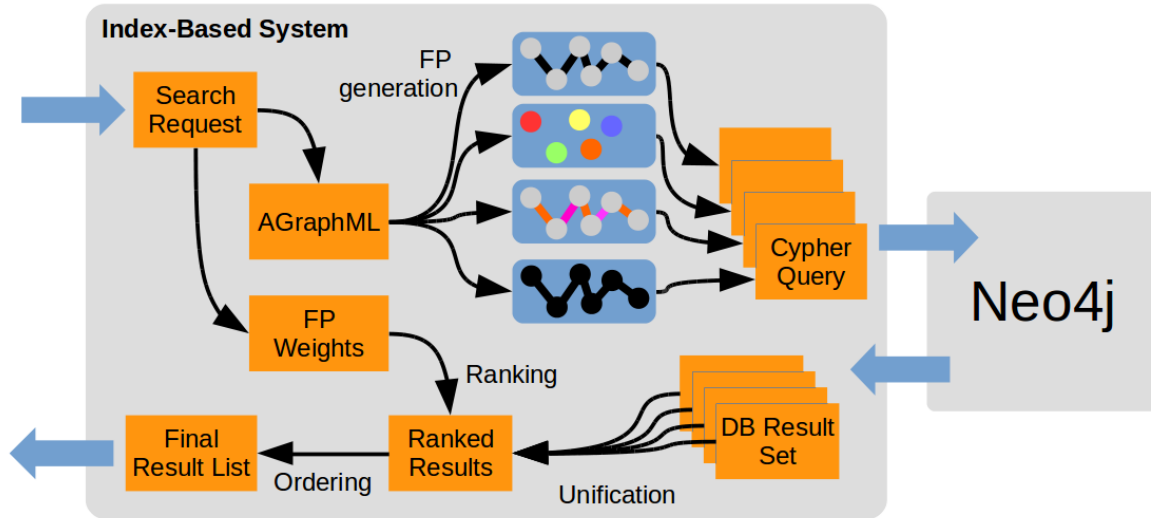 Index-Based System
FP
generation
Search
Request
AGraphML
Cypher
Query
Neo4j
FP
Weights
Ranking
DB Result
Set
Unification
Ranked
Results
Ordering
Final
Result List